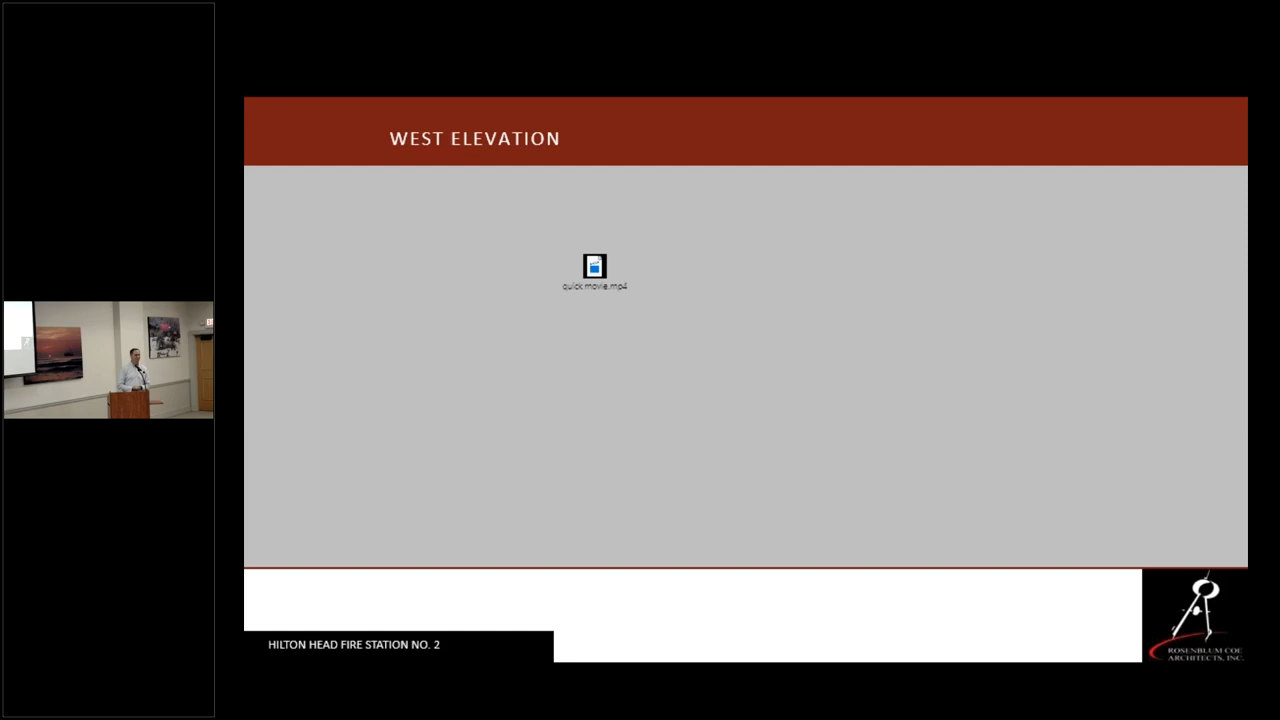 WEST ELEVATION
quick movie.mp4
HILTON HEAD FIRE STATION NO. 2
ROSENBLUM COE
ARCHITECTS, INC.